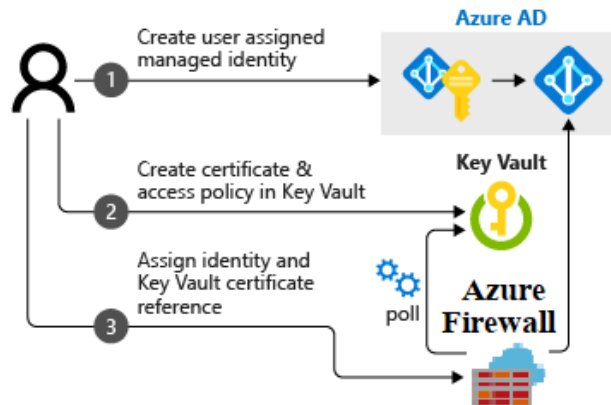 Azure AD
Create user assigned
managed identity
1
Create certificate &
access policy in Key Vault
2
Key Vault
Assign identity and
Key Vault certificate
reference
3
poll
Azure
Firewall